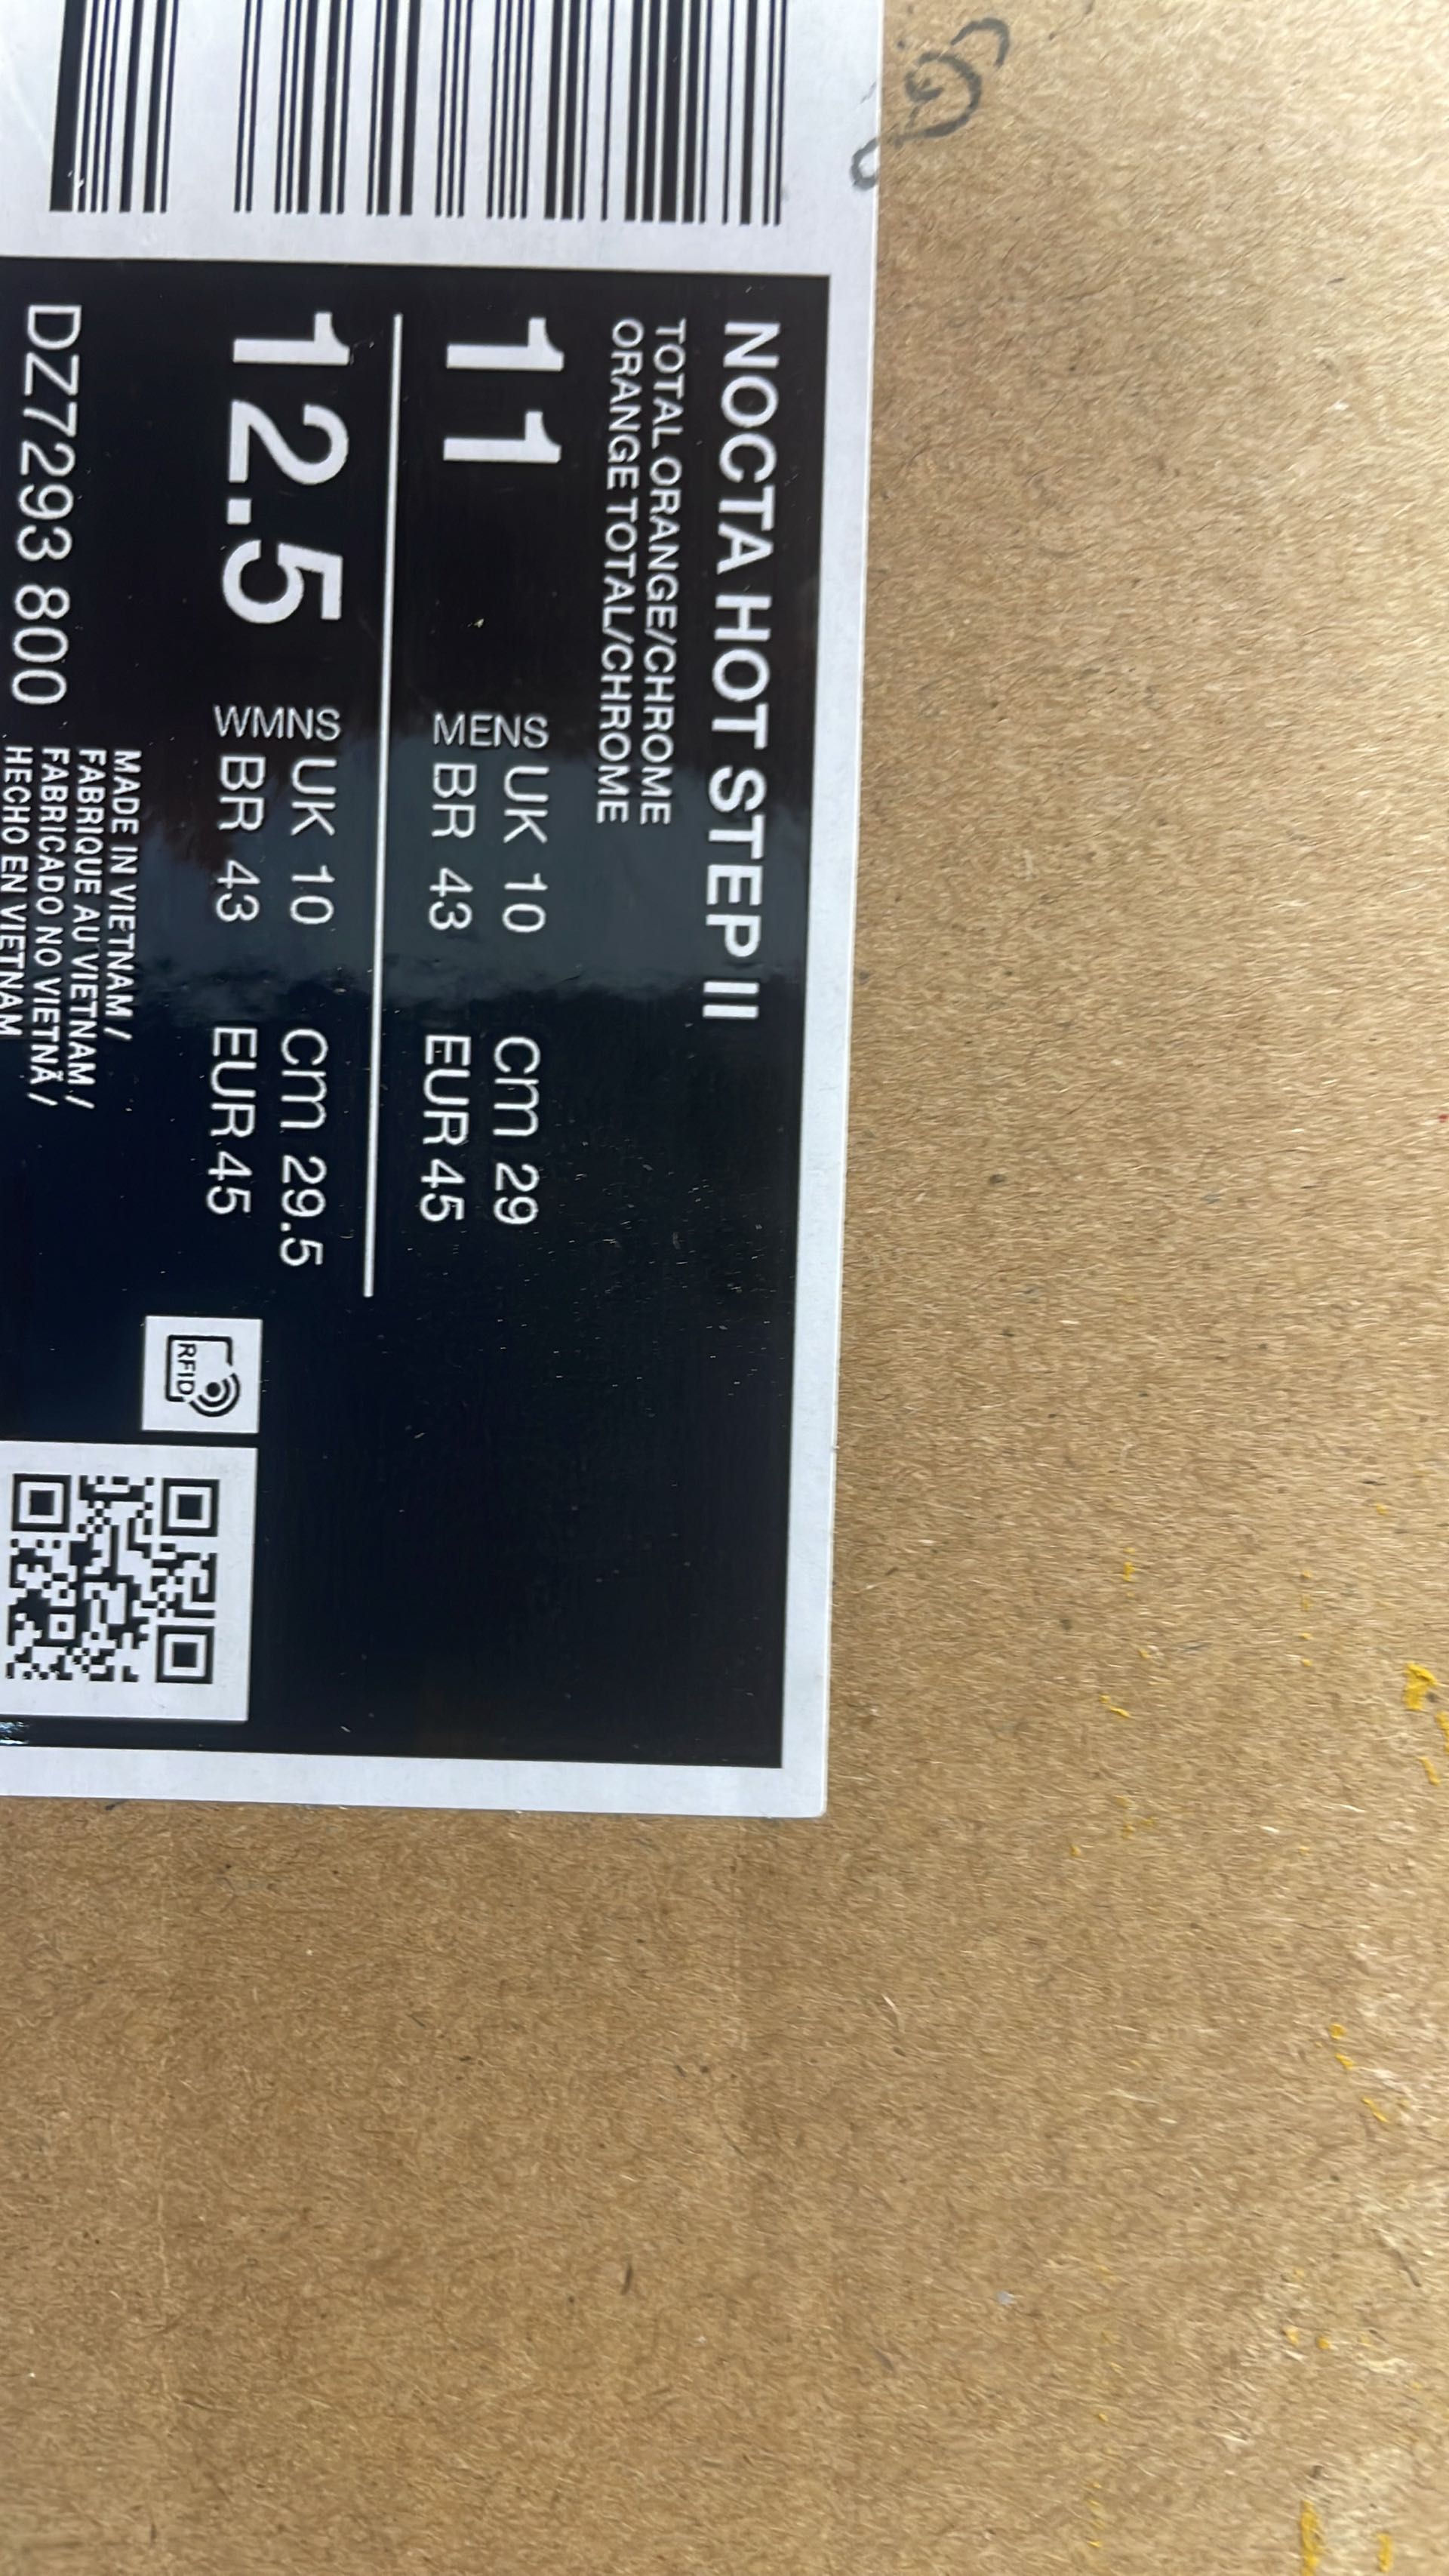 NOCTA HOT STEP II
TOTAL ORANGE/CHROME
ORANGE TOTAL/CHROME
11 MENS UK 10 cm 29
BR 43 EUR 45
12.5 WMNS UK 10 cm 29.5
BR 43 EUR 45
RFID
DZ7293 800
MADE IN VIETNAM /
FABRIQUE AU VIETNAM /
FABRICADO NO VIETNÃ /
HECHO EN VIETNAM